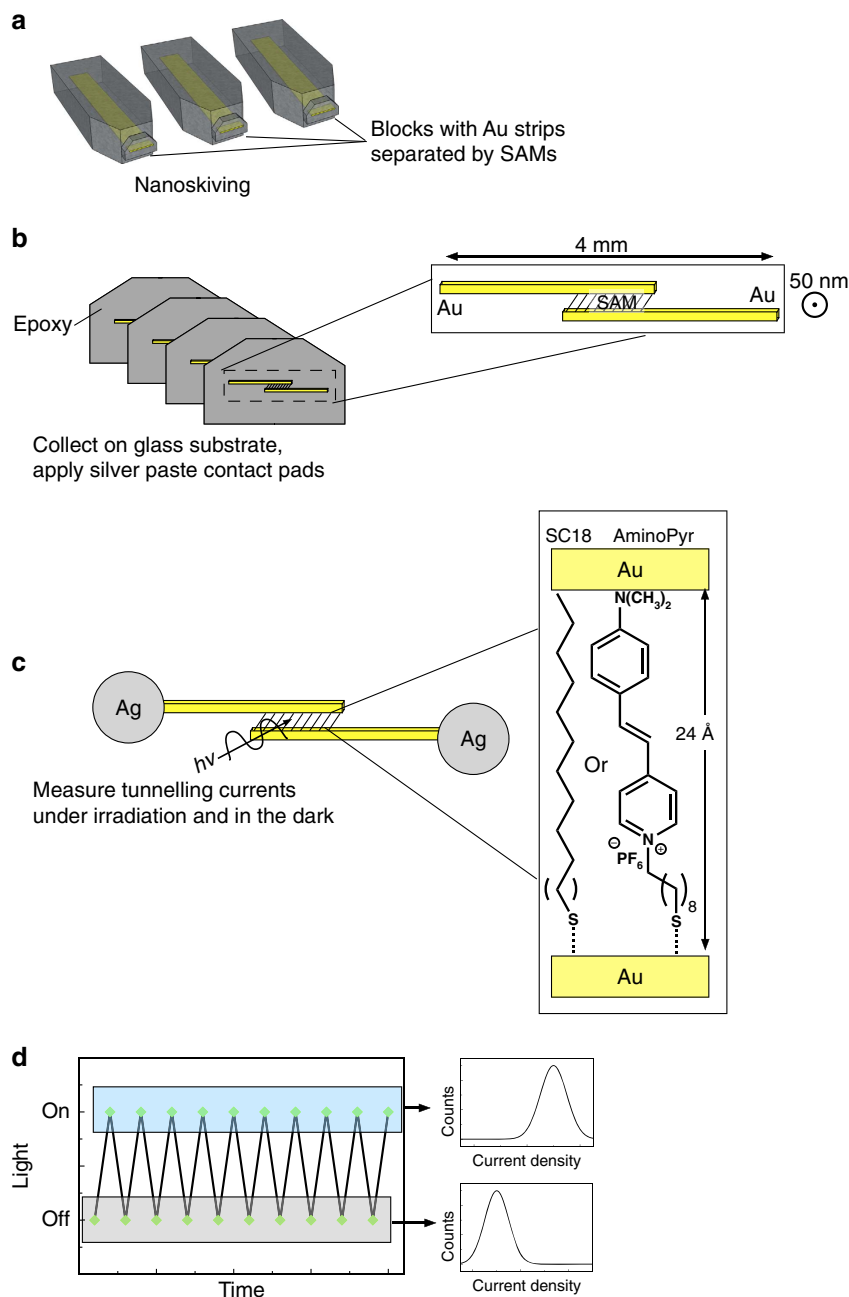 a
Blocks with Au strips
separated by SAMs
Nanoskiving
b
4 mm
Epoxy
Au
SAM
Au
50 nm
Collect on glass substrate,
apply silver paste contact pads
c
SC18 AminoPyr
Au
N(CH3)2
Ag
Ag
hν
24 Å
Or
Measure tunnelling currents
under irradiation and in the dark
N
⊖ ⊕
PF6
( ) ( )8
S S
Au
d
On
Off
Light
Time
Counts
Current density
Counts
Current density